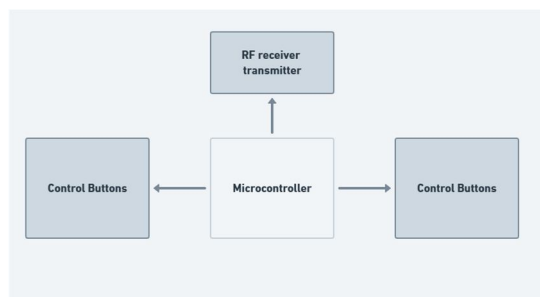 RF receiver
transmitter
Control Buttons
Microcontroller
Control Buttons